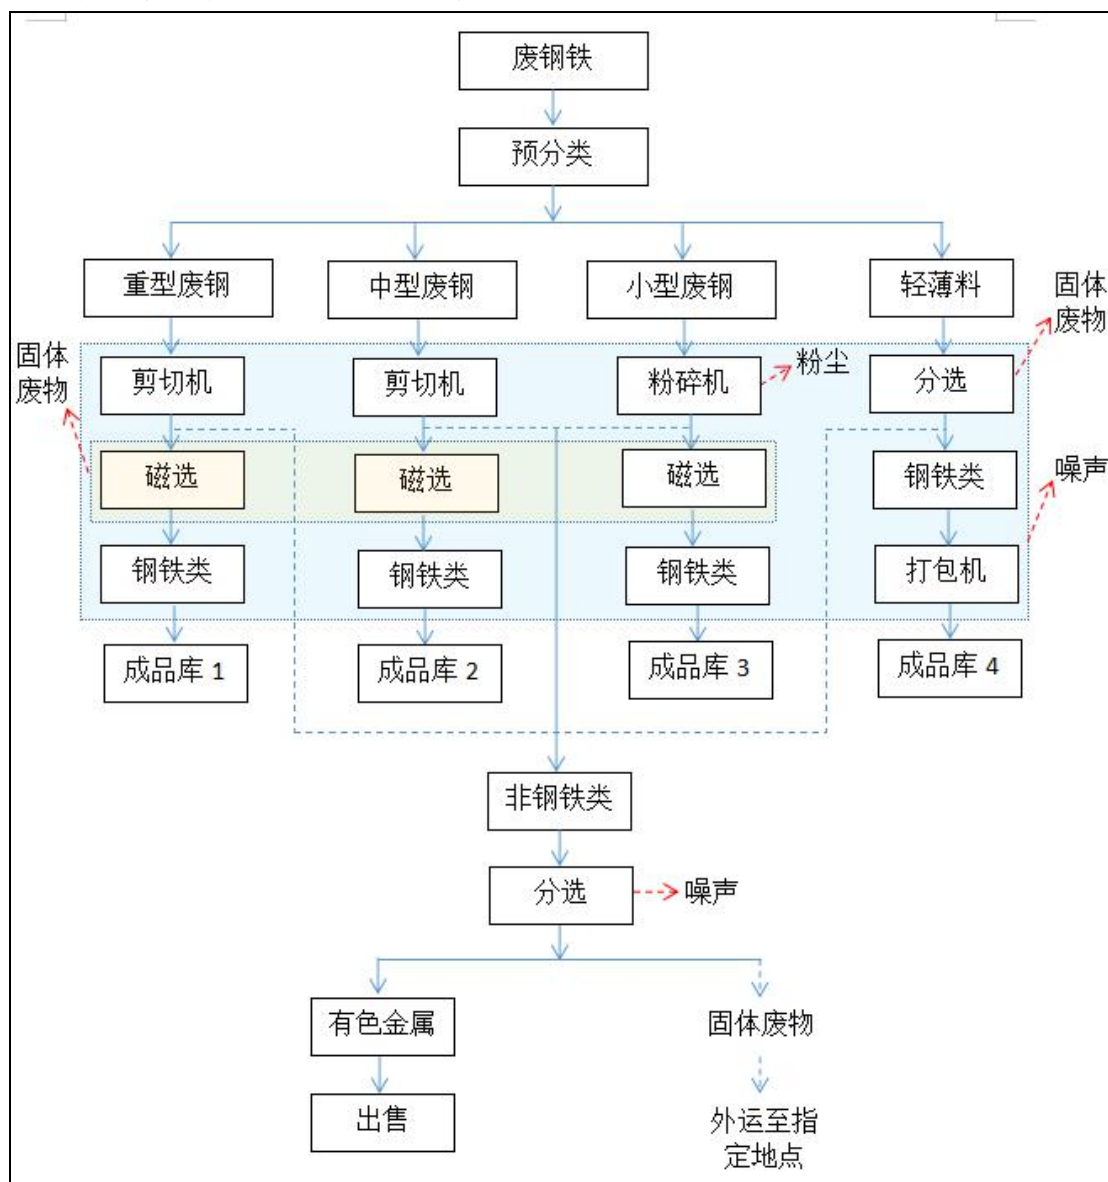 废钢铁
预分类
重型废钢
中型废钢
小型废钢
轻薄料
固体
废物
固体
废物
剪切机
剪切机
粉碎机
粉尘
分选
磁选
磁选
磁选
钢铁类
噪声
钢铁类
钢铁类
钢铁类
打包机
成品库 1
成品库 2
成品库 3
成品库 4
非钢铁类
分选
噪声
有色金属
固体废物
出售
外运至指
定地点